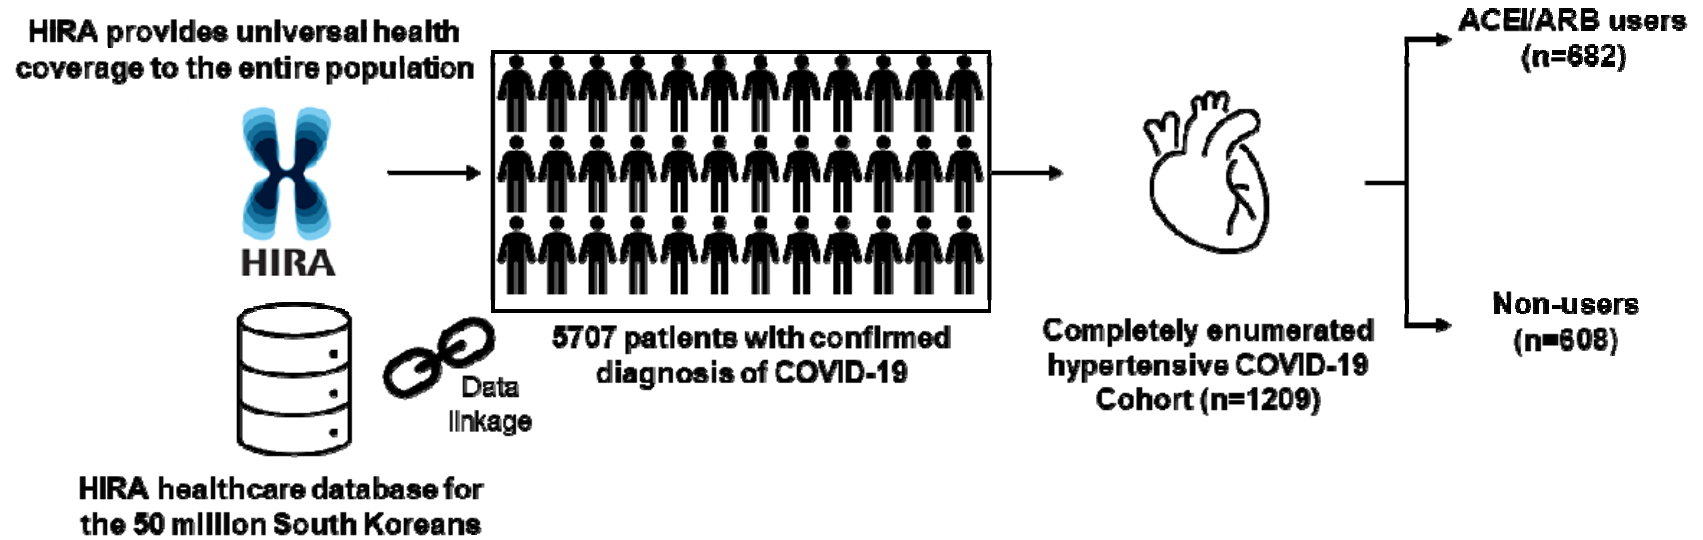 HIRA provides universal health
coverage to the entire population
HIRA
HIRA healthcare database for
the 50 million South Koreans
Data
linkage
5707 patients with confirmed
diagnosis of COVID-19
Completely enumerated
hypertensive COVID-19
Cohort (n=1209)
ACEI/ARB users
(n=682)
Non-users
(n=608)